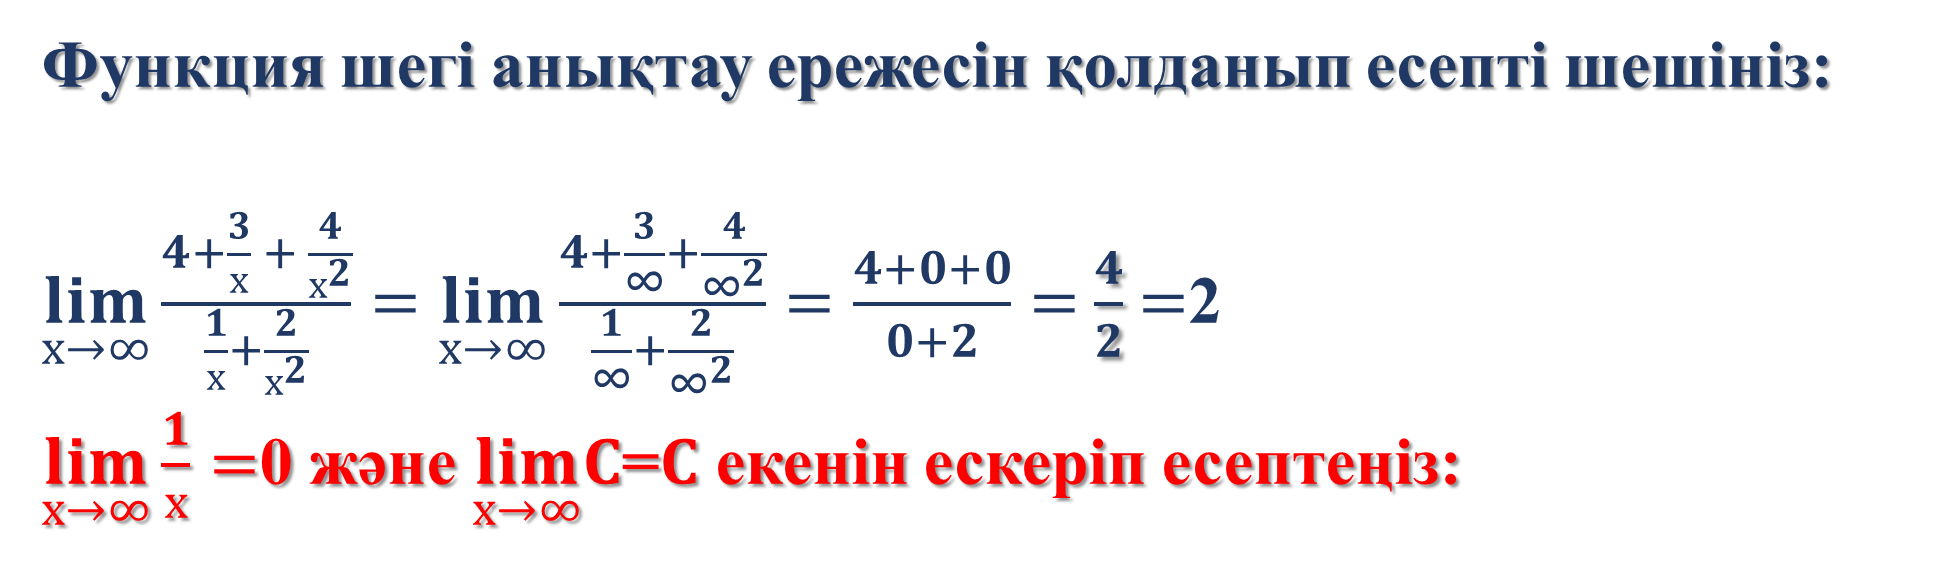 Функция шегі анықтау ережесін қолданып есепті шешініз:
lim x→∞ (4+3/x + 4/x²)/(1/x+2/x²) = lim x→∞ (4+3/∞+4/∞²)/(1/∞+2/∞²) = (4+0+0)/(0+2) = 4/2 =2
lim x→∞ 1/x =0 және lim x→∞ C=C екенін ескеріп есептеңіз: